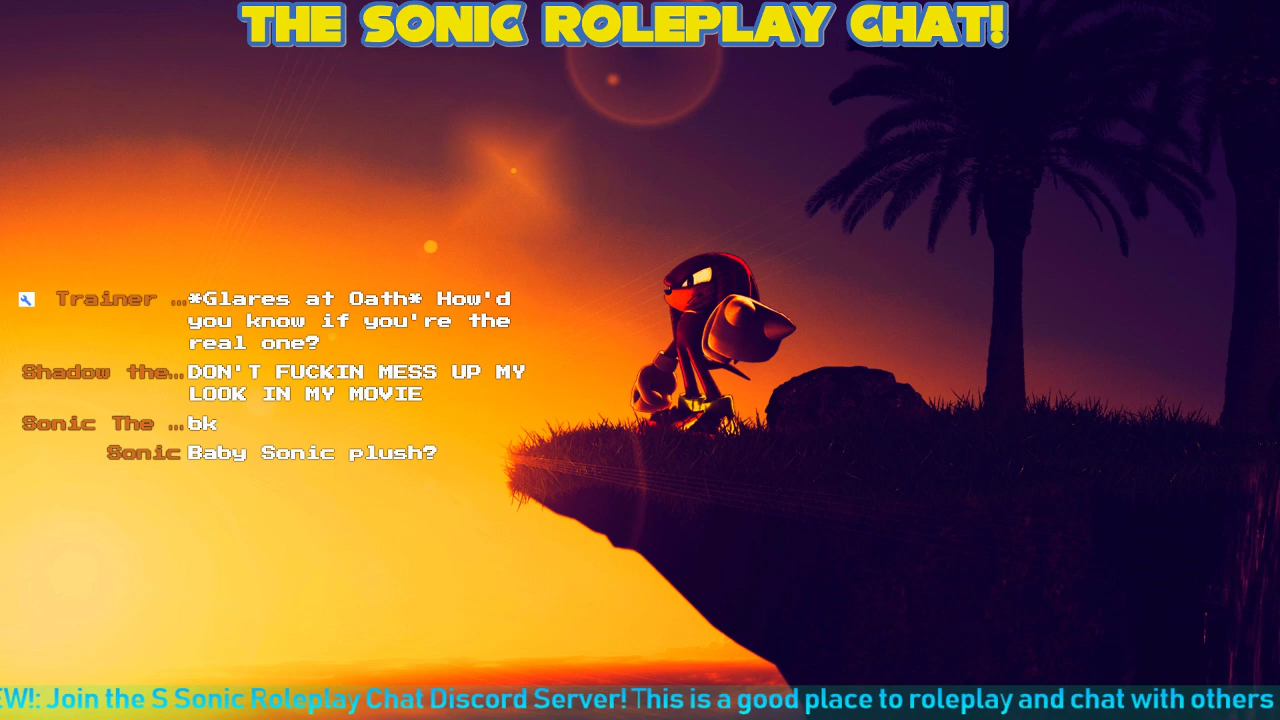 THE SONIC ROLEPLAY CHAT!
Trainer ... *Glares at Oath* How'd
you know if you're the
real one?
Shadow the... DON'T FUCKIN MESS UP MY
LOOK IN MY MOVIE
Sonic The ... bk
Sonic Baby Sonic plush?
EW!: Join the S Sonic Roleplay Chat Discord Server! This is a good place to roleplay and chat with others